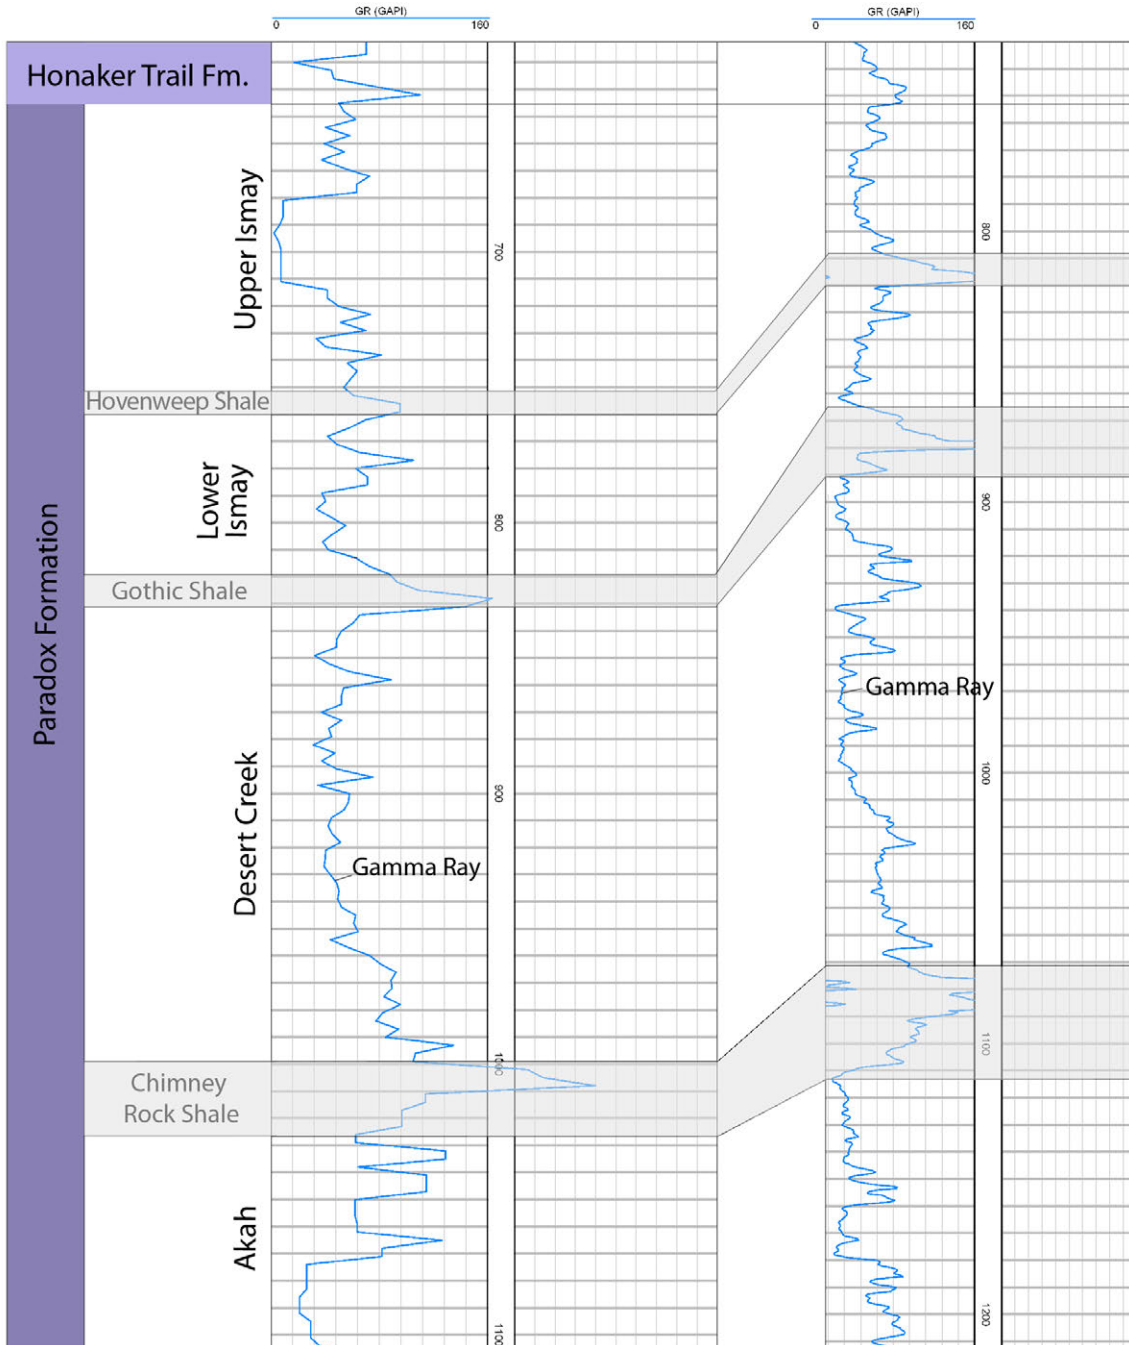 GR (GAPI)
0 160
GR (GAPI)
0 160
Honaker Trail Fm.
Paradox Formation
Upper Ismay
700
800
Hovenweep Shale
Lower
Ismay
800
900
Gothic Shale
Gamma Ray
Desert Creek
900
1000
Gamma Ray
1000
1100
Chimney
Rock Shale
Akah
1100
1200